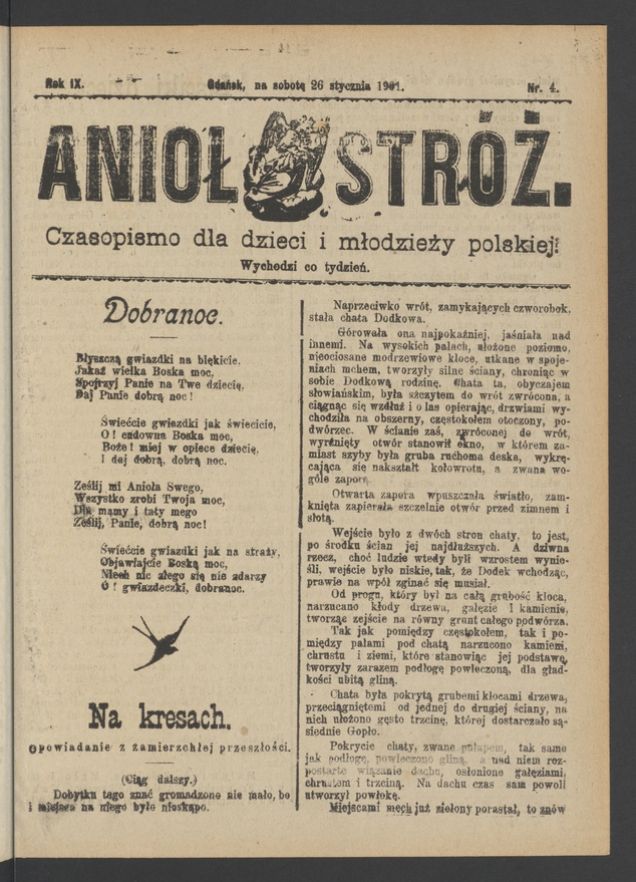 Rok IX.
Gdańsk, na sobotę 26 stycznia 1901.
Nr. 4.
ANIOŁ STRÓŻ.
Czasopismo dla dzieci i młodzieży polskiej.
Wychodzi co tydzień.
Dobranoc.
Błyszczą gwiazdki na błękicie,
Jakaż wielka Boska moc,
Spojrzyj Panie na Twe dziecię,
Daj Panie dobrą noc!
Świećcie gwiazdki jak świecicie,
O! cudowna Boska moc,
Boże! miej w opiece dziecię,
I daj dobrą, dobrą noc.
Ześlij mi Anioła Swego,
Wszystko zrobi Twoja moc,
Dla mamy i taty mego
Ześlij, Panie, dobrą noc!
Świećcie gwiazdki jak na straży,
Objawiajcie Boską moc,
Niech nic złego się nie zdarzy
O! gwiazdeczki, dobranoc.
Na kresach.
Opowiadanie z zamierzchłej przeszłości.
(Ciąg dalszy.)
Dobytku tego znać gromadzono nie mało, bo
i miejsca na niego było nieskąpo.
Naprzeciwko wrót, zamykających czworobok,
stała chata Dodkowa.
Górowała ona najpokaźniej, jaśniała nad
innemi. Na wysokich palach, ułożone poziomo,
nieociosane modrzewiowe kloce, utkane w spoje-
niach mchem, tworzyły silne ściany, chroniąc w
sobie Dodkową rodzinę. Chata ta, obyczajem
słowiańskim, była szczytem do wrót zwrócona, a
ciągnąc się wzdłuż i o las opierając, drzwiami wy-
chodziła na obszerny, częstokołem otoczony, po-
dwórzec. W ścianie zaś, zwróconej do wrót,
wyrżnięty otwór stanowił okno, w którem za-
miast szyby była gruba ruchoma deska, wykrę-
cająca się nakształt kołowrota, a zwana wo-
góle zaporą.
Otwarta zapora wpuszczała światło, zam-
knięta zapierała szczelnie otwór przed zimnem i
słotą.
Wejście było z dwóch stron chaty, to jest,
po środku ścian jej najdłuższych. A dziwna
rzecz, choć ludzie wtedy byli wzrostem wynie-
śli, wejście było niskie, tak, że Dodek wchodząc,
prawie na wpół zginać się musiał.
Od progu, który był na całą grubość kloca,
narzucano kłody drzewa, gałęzie i kamienie,
tworząc zejście na równy grunt całego podwórza.
Tak jak pomiędzy częstokołem, tak i po-
między palami pod chatą narzucono kamieni,
chrustu i ziemi, które stanowiąc jej podstawę,
tworzyły zarazem podłogę powleczoną, dla gład-
kości ubitą gliną.
Chata była pokrytą grubemi klocami drzewa,
przeciągniętemi od jednej do drugiej ściany, na
nich ułożono gęsto trzcinę, której dostarczało są-
siednie Gopło.
Pokrycie chaty, zwane pułapem, tak samo
jak podłogę, powleczono gliną, a nad niem roz-
postarte wiązanie dachu, osłonione gałęziami,
chrustem i trzciną. Na dachu czas sam powoli
utworzył powłokę.
Miejscami mech już zielony porastał, to znów